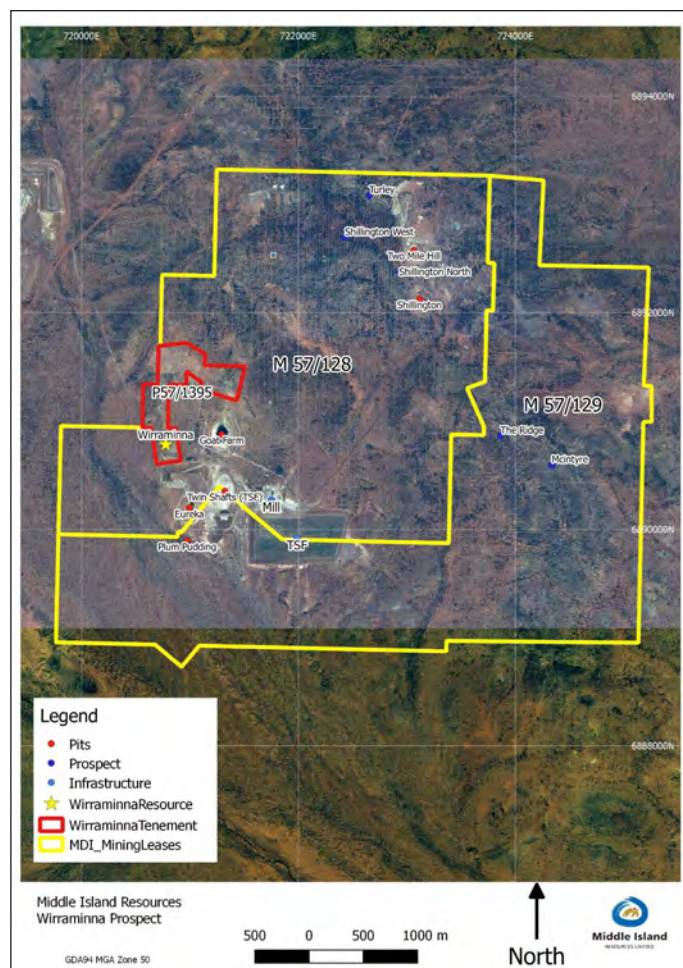 720000E
722000E
724000E
6894000N
Turley
Shillington West
Two Mile Hill
Shillington North
6892000N
Shillington
M 57/128
P57/1395
M 57/129
Wirraminna
Goat Farm
The Ridge
Mcintyre
Twin Shafts (TSF)
Mill
Eureka
6890000N
Plum Pudding
TSF
6888000N
Legend
Pits
Prospect
Infrastructure
WirraminnaResource
WirraminnaTenement
MDI_MiningLeases
Middle Island Resources
Wirraminna Prospect
GDA94 MGA Zone 50
500 0 500 1000 m
North
Middle Island
RESOURCES LIMITED